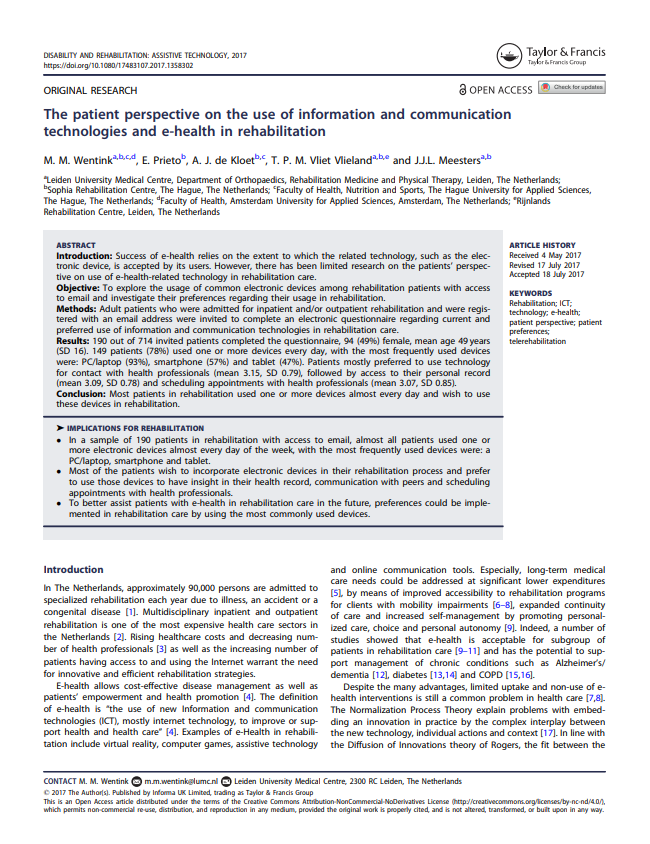 DISABILITY AND REHABILITATION: ASSISTIVE TECHNOLOGY, 2017
https://doi.org/10.1080/17483107.2017.1358302
Taylor & Francis
Taylor & Francis Group
ORIGINAL RESEARCH
OPEN ACCESS
Check for updates
The patient perspective on the use of information and communication
technologies and e-health in rehabilitation
M. M. Wentinka,b,c,d, E. Prietob, A. J. de Kloetb,c, T. P. M. Vliet Vlielanda,b,e and J.J.L. Meestersa,b
aLeiden University Medical Centre, Department of Orthopaedics, Rehabilitation Medicine and Physical Therapy, Leiden, The Netherlands;
bSophia Rehabilitation Centre, The Hague, The Netherlands; cFaculty of Health, Nutrition and Sports, The Hague University for Applied Sciences,
The Hague, The Netherlands; dFaculty of Health, Amsterdam University for Applied Sciences, Amsterdam, The Netherlands; eRijnlands
Rehabilitation Centre, Leiden, The Netherlands
ABSTRACT
Introduction: Success of e-health relies on the extent to which the related technology, such as the elec-
tronic device, is accepted by its users. However, there has been limited research on the patients' perspec-
tive on use of e-health-related technology in rehabilitation care.
Objective: To explore the usage of common electronic devices among rehabilitation patients with access
to email and investigate their preferences regarding their usage in rehabilitation.
Methods: Adult patients who were admitted for inpatient and/or outpatient rehabilitation and were regis-
tered with an email address were invited to complete an electronic questionnaire regarding current and
preferred use of information and communication technologies in rehabilitation care.
Results: 190 out of 714 invited patients completed the questionnaire, 94 (49%) female, mean age 49 years
(SD 16). 149 patients (78%) used one or more devices every day, with the most frequently used devices
were: PC/laptop (93%), smartphone (57%) and tablet (47%). Patients mostly preferred to use technology
for contact with health professionals (mean 3.15, SD 0.79), followed by access to their personal record
(mean 3.09, SD 0.78) and scheduling appointments with health professionals (mean 3.07, SD 0.85).
Conclusion: Most patients in rehabilitation used one or more devices almost every day and wish to use
these devices in rehabilitation.
ARTICLE HISTORY
Received 4 May 2017
Revised 17 July 2017
Accepted 18 July 2017
KEYWORDS
Rehabilitation; ICT;
technology; e-health;
patient perspective; patient
preferences;
telerehabilitation
➤ IMPLICATIONS FOR REHABILITATION
• In a sample of 190 patients in rehabilitation with access to email, almost all patients used one or
more electronic devices almost every day of the week, with the most frequently used devices were: a
PC/laptop, smartphone and tablet.
• Most of the patients wish to incorporate electronic devices in their rehabilitation process and prefer
to use those devices to have insight in their health record, communication with peers and scheduling
appointments with health professionals.
• To better assist patients with e-health in rehabilitation care in the future, preferences could be imple-
mented in rehabilitation care by using the most commonly used devices.
Introduction
In The Netherlands, approximately 90,000 persons are admitted to
specialized rehabilitation each year due to illness, an accident or a
congenital disease [1]. Multidisciplinary inpatient and outpatient
rehabilitation is one of the most expensive health care sectors in
the Netherlands [2]. Rising healthcare costs and decreasing num-
ber of health professionals [3] as well as the increasing number of
patients having access to and using the Internet warrant the need
for innovative and efficient rehabilitation strategies.
E-health allows cost-effective disease management as well as
patients' empowerment and health promotion [4]. The definition
of e-health is "the use of new Information and communication
technologies (ICT), mostly internet technology, to improve or sup-
port health and health care" [4]. Examples of e-Health in rehabili-
tation include virtual reality, computer games, assistive technology
and online communication tools. Especially, long-term medical
care needs could be addressed at significant lower expenditures
[5], by means of improved accessibility to rehabilitation programs
for clients with mobility impairments [6–8], expanded continuity
of care and increased self-management by promoting personal-
ized care, choice and personal autonomy [9]. Indeed, a number of
studies showed that e-health is acceptable for subgroup of
patients in rehabilitation care [9–11] and has the potential to sup-
port management of chronic conditions such as Alzheimer's/
dementia [12], diabetes [13,14] and COPD [15,16].
Despite the many advantages, limited uptake and non-use of e-
health interventions is still a common problem in health care [7,8].
The Normalization Process Theory explain problems with embed-
ding an innovation in practice by the complex interplay between
the new technology, individual actions and context [17]. In line with
the Diffusion of Innovations theory of Rogers, the fit between the
CONTACT M. M. Wentink m.m.wentink@lumc.nl Leiden University Medical Centre, 2300 RC Leiden, The Netherlands
© 2017 The Author(s). Published by Informa UK Limited, trading as Taylor & Francis Group
This is an Open Access article distributed under the terms of the Creative Commons Attribution-NonCommercial-NoDerivatives License (http://creativecommons.org/licenses/by-nc-nd/4.0/),
which permits non-commercial re-use, distribution, and reproduction in any medium, provided the original work is properly cited, and is not altered, transformed, or built upon in any way.